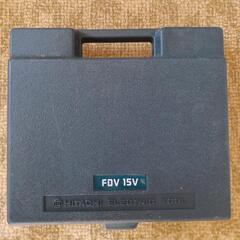 FDV 15V
HITACHI ELECTRIC TOOL